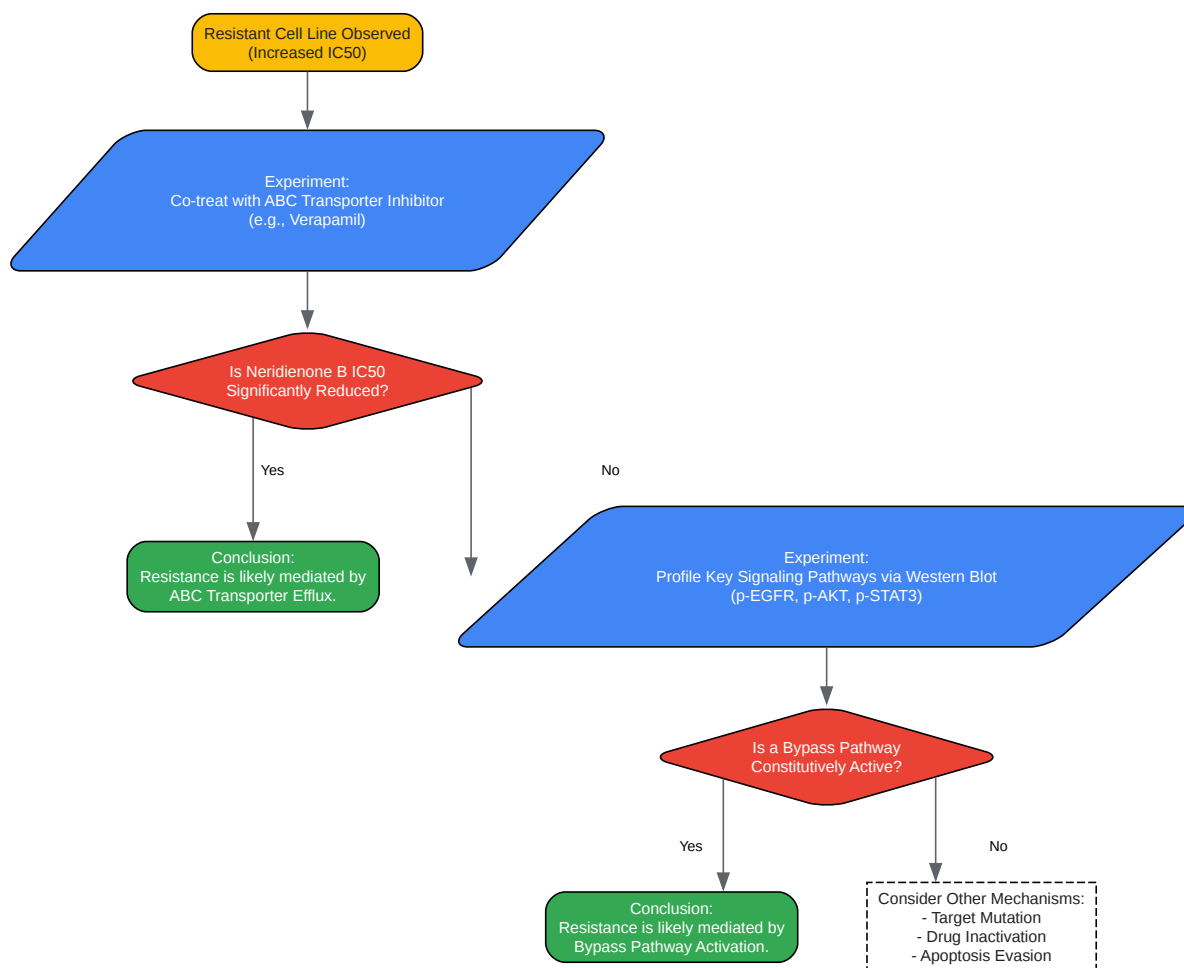 Resistant Cell Line Observed
(Increased IC50)
Experiment:
Co-treat with ABC Transporter Inhibitor
(e.g., Verapamil)
Is Neridienone B IC50
Significantly Reduced?
Yes
No
Conclusion:
Resistance is likely mediated by
ABC Transporter Efflux.
Experiment:
Profile Key Signaling Pathways via Western Blot
(p-EGFR, p-AKT, p-STAT3)
Is a Bypass Pathway
Constitutively Active?
Yes
No
Conclusion:
Resistance is likely mediated by
Bypass Pathway Activation.
Consider Other Mechanisms:
- Target Mutation
- Drug Inactivation
- Apoptosis Evasion